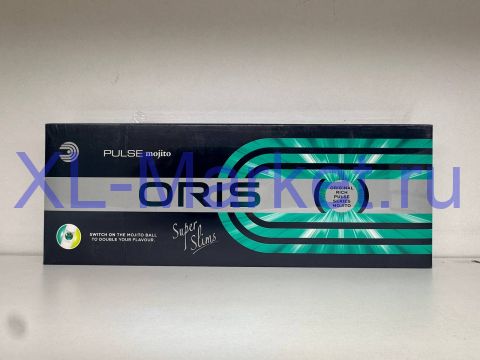 PULSE mojito
ORIS
ORIGINAL
RICH
PULSE
SERIES
MOJITO
SWITCH ON THE MOJITO BALL
TO DOUBLE YOUR FLAVOUR.
Super
Slims
XL-Market.ru